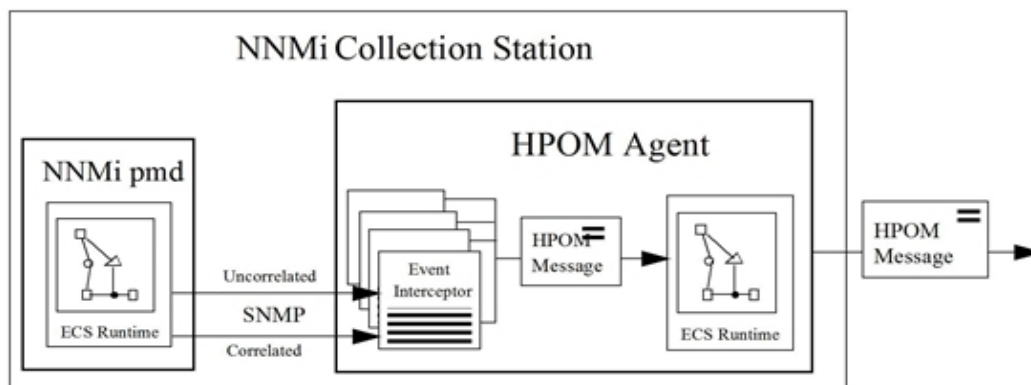 NNMi Collection Station
HPOM Agent
NNMi pmd
ECS Runtime
Uncorrelated
SNMP
Correlated
Event
Interceptor
HPOM
Message
ECS Runtime
HPOM
Message